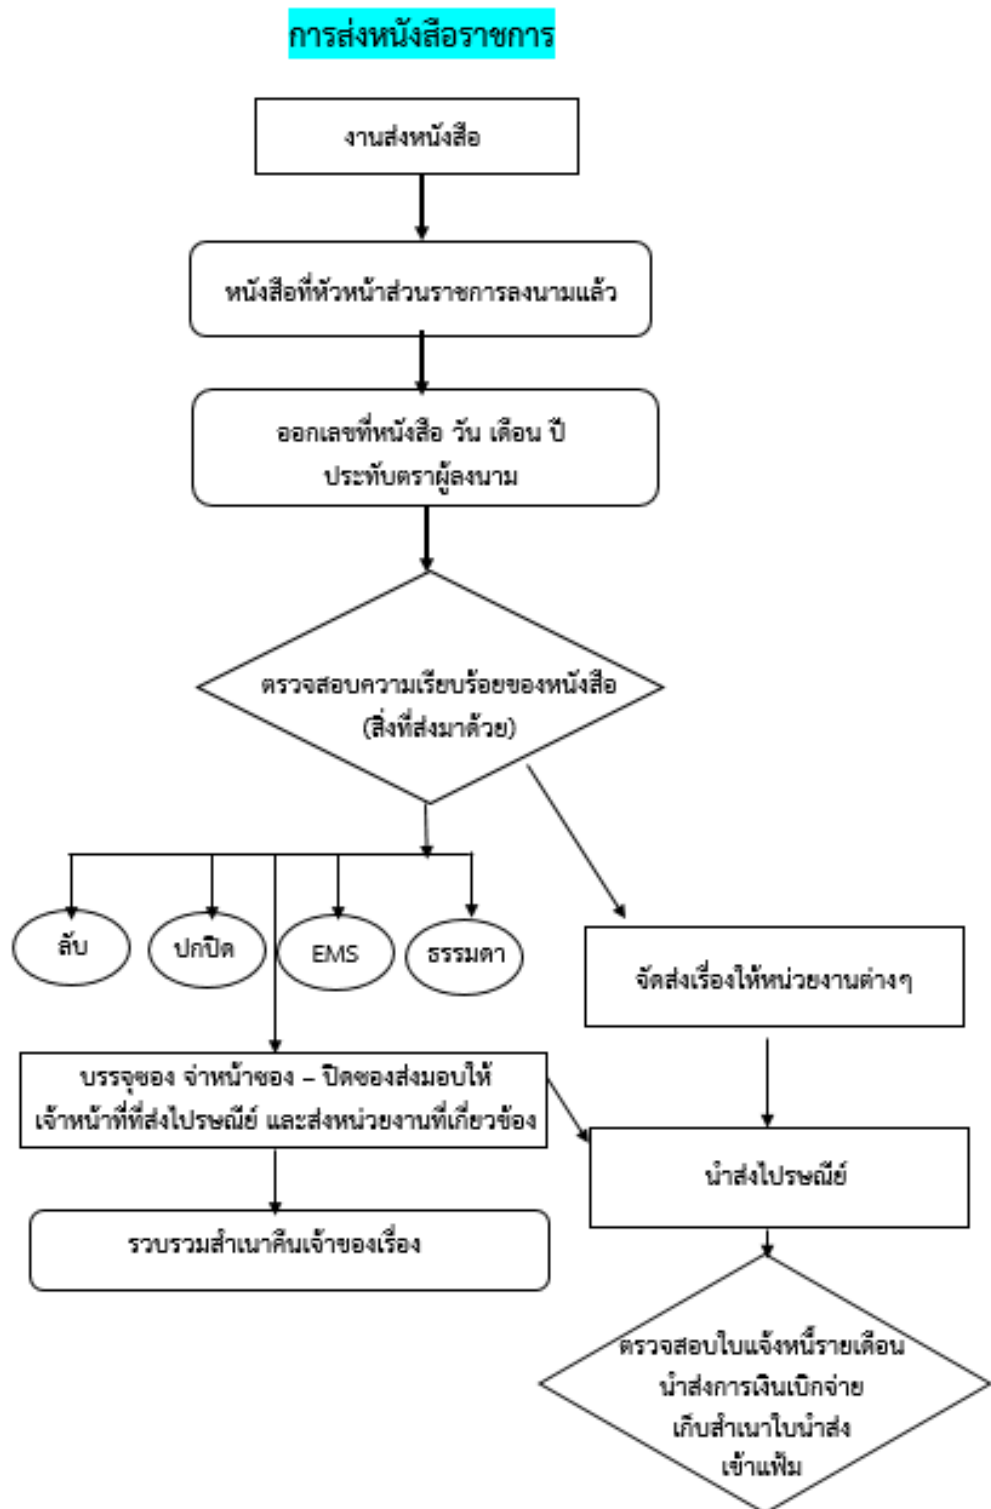 การส่งหนังสือราชการ
งานส่งหนังสือ
หนังสือที่หัวหน้าส่วนราชการลงนามแล้ว
ออกเลขที่หนังสือ วัน เดือน ปี
ประทับตราผู้ลงนาม
ตรวจสอบความเรียบร้อยของหนังสือ
(สิ่งที่ส่งมาด้วย)
ลับ
ปกปิด
EMS
ธรรมดา
จัดส่งเรื่องให้หน่วยงานต่างๆ
บรรจุซอง จ่าหน้าซอง – ปิดซองส่งมอบให้
เจ้าหน้าที่ที่ส่งไปรษณีย์ และส่งหน่วยงานที่เกี่ยวข้อง
นำส่งไปรษณีย์
รวบรวมสำเนาคืนเจ้าของเรื่อง
ตรวจสอบใบแจ้งหนี้รายเดือน
นำส่งการเงินเบิกจ่าย
เก็บสำเนาใบนำส่ง
เข้าแฟ้ม